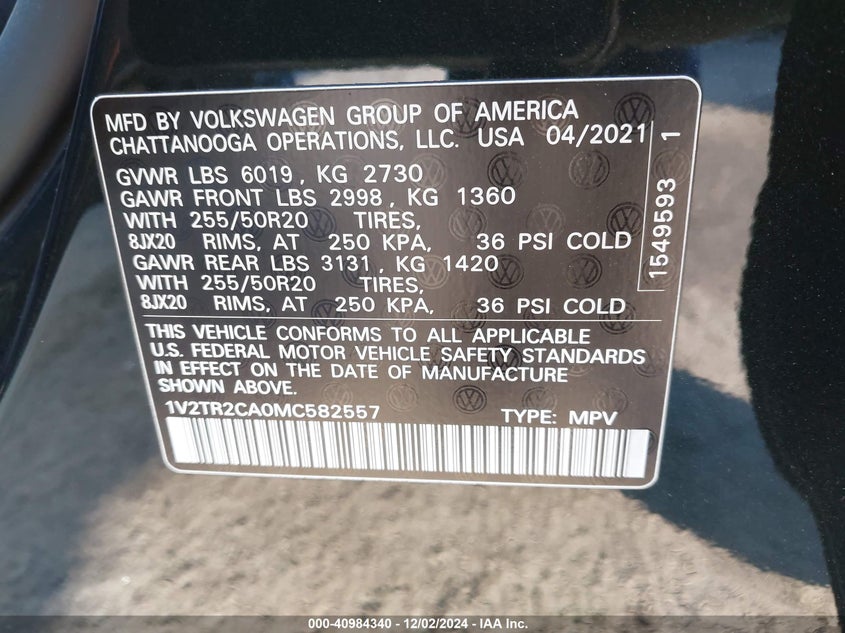 MFD BY VOLKSWAGEN GROUP OF AMERICA
CHATTANOOGA OPERATIONS, LLC. USA 04/2021
GVWR LBS 6019, KG 2730
GAWR FRONT LBS 2998, KG 1360
WITH 255/50R20 TIRES,
8JX20 RIMS, AT 250 KPA, 36 PSI COLD
GAWR REAR LBS 3131, KG 1420
WITH 255/50R20 TIRES,
8JX20 RIMS, AT 250 KPA, 36 PSI COLD
1549593 1
THIS VEHICLE CONFORMS TO ALL APPLICABLE
U.S. FEDERAL MOTOR VEHICLE SAFETY STANDARDS
IN EFFECT ON THE DATE OF MANUFACTURE
SHOWN ABOVE.
1V2TR2CA0MC582557 TYPE: MPV
000-40984340 - 12/02/2024 - IAA Inc.